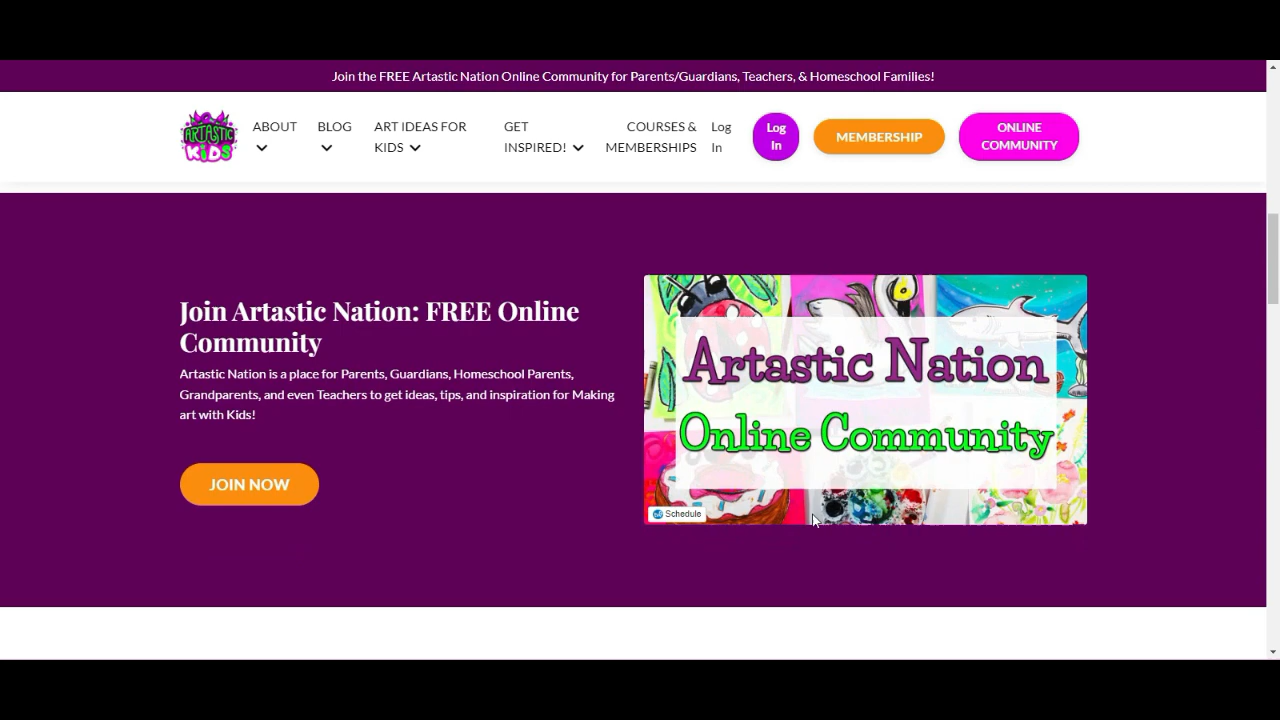 Join the FREE Artastic Nation Online Community for Parents/Guardians, Teachers, & Homeschool Families!
ARTASTIC
KiDS
ABOUT
BLOG
ART IDEAS FOR
KIDS
GET
INSPIRED!
COURSES &
MEMBERSHIPS
Log
In
Log
In
MEMBERSHIP
ONLINE
COMMUNITY
Join Artastic Nation: FREE Online
Community
Artastic Nation is a place for Parents, Guardians, Homeschool Parents,
Grandparents, and even Teachers to get ideas, tips, and inspiration for Making
art with Kids!
JOIN NOW
Artastic Nation
Online Community
Schedule